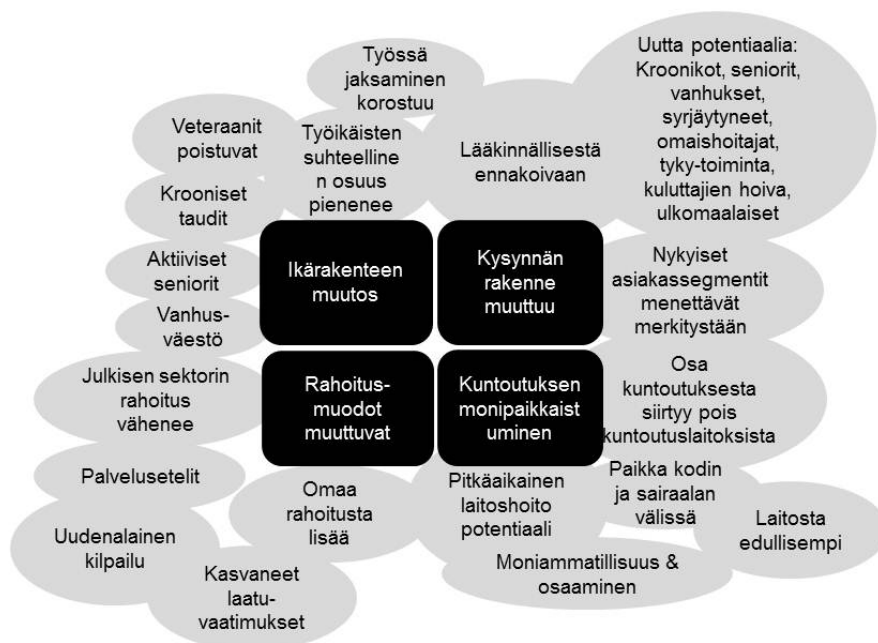 Työssä
jaksaminen
korostuu
Uutta potentiaalia:
Kroonikot, seniorit,
vanhukset,
syrjäytyneet,
omaishoitajat,
tyky-toiminta,
kuluttajien hoiva,
ulkomaalaiset
Veteraanit
poistuvat
Työikäisten
suhteelline
n osuus
pienenee
Lääkinnällisestä
ennakoivaan
Krooniset
taudit
Aktiiviset
seniorit
Vanhus-
väestö
Ikärakenteen
muutos
Kysynnän
rakenne
muuttuu
Nykyiset
asiakassegmentit
menettävät
merkitystään
Julkisen sektorin
rahoitus
vähenee
Rahoitus-
muodot
muuttuvat
Kuntoutuksen
monipaikkaist
uminen
Osa
kuntoutuksesta
siirtyy pois
kuntoutuslaitoksista
Palvelusetelit
Omaa
rahoitusta
lisää
Pitkäaikainen
laitoshoito
potentiaali
Paikka kodin
ja sairaalan
välissä
Laitosta
edullisempi
Uudenalainen
kilpailu
Kasvaneet
laatu-
vaatimukset
Moniammatillisuus &
osaaminen